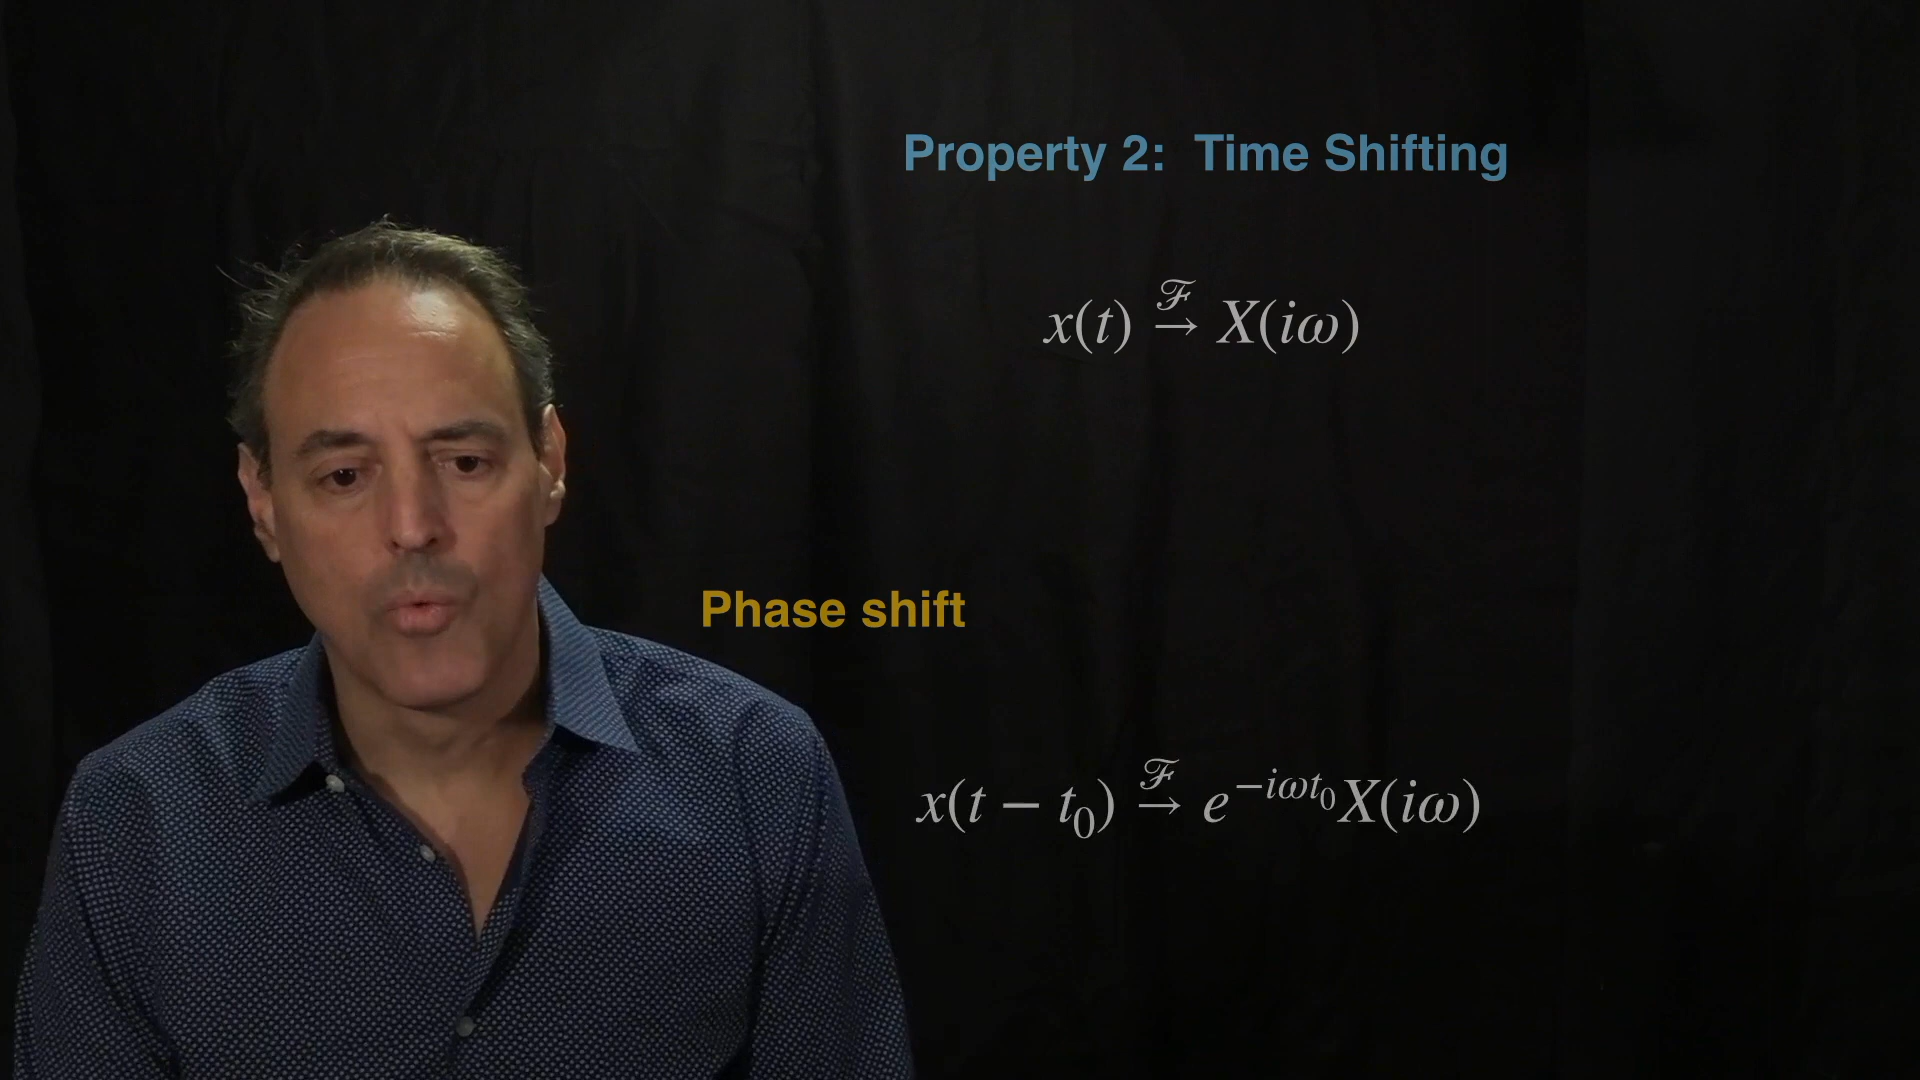 Property 2: Time Shifting
x(t) ℱ→ X(iω)
Phase shift
x(t − t₀) ℱ→ e^{−iωt₀}X(iω)